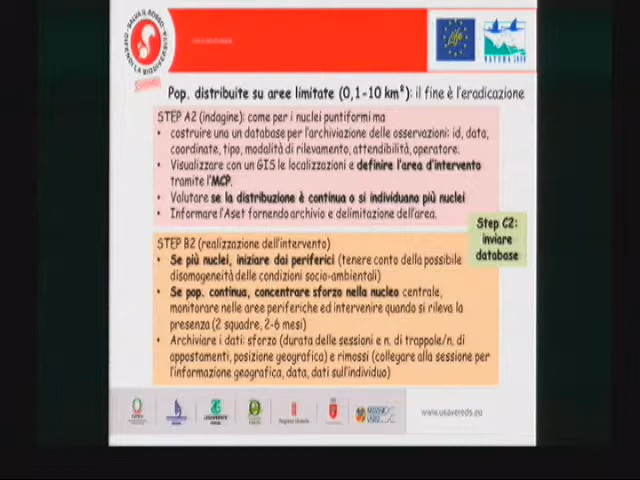 SALVA IL ROSSO
DIFENDI LA BIODIVERSITÀ
Life
NATURA 2000
Pop. distribuite su aree limitate (0,1-10 km²): il fine è l'eradicazione
STEP A2 (indagine): come per i nuclei puntiformi ma
• costruire una un database per l'archiviazione delle osservazioni: id, data,
coordinate, tipo, modalità di rilevamento, attendibilità, operatore.
• Visualizzare con un GIS le localizzazioni e definire l'area d'intervento
tramite l'MCP.
• Valutare se la distribuzione è continua o si individuano più nuclei
• Informare l'Aset fornendo archivio e delimitazione dell'area.
Step C2:
inviare
database
STEP B2 (realizzazione dell'intervento)
• Se più nuclei, iniziare dai periferici (tenere conto della possibile
disomogeneità delle condizioni socio-ambientali)
• Se pop. continua, concentrare sforzo nella nucleo centrale,
monitorare nelle aree periferiche ed intervenire quando si rileva la
presenza (2 squadre, 2-6 mesi)
• Archiviare i dati: sforzo (durata delle sessioni e n. di trappole/n. di
appostamenti, posizione geografica) e rimossi (collegare alla sessione per
l'informazione geografica, data, dati sull'individuo)
www.usavereds.eu